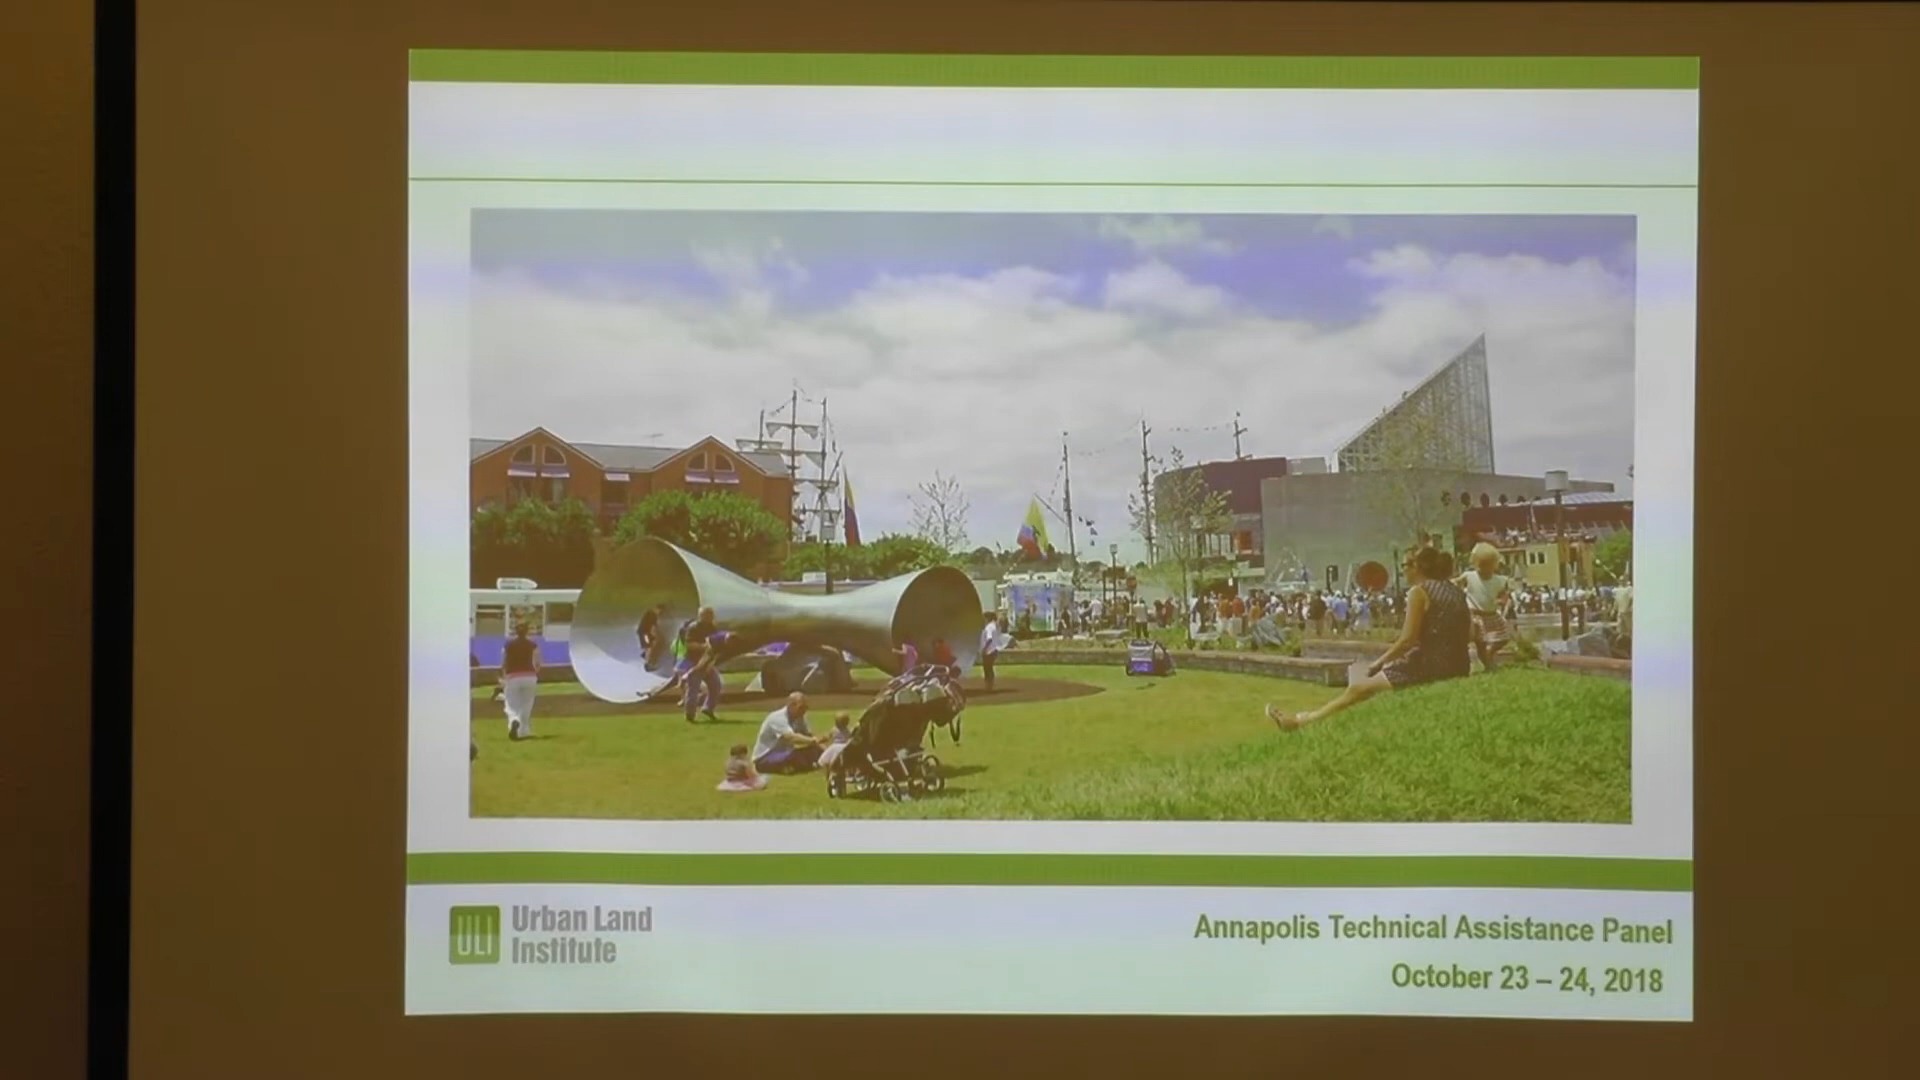 ULI
Urban Land
Institute
Annapolis Technical Assistance Panel
October 23 – 24, 2018